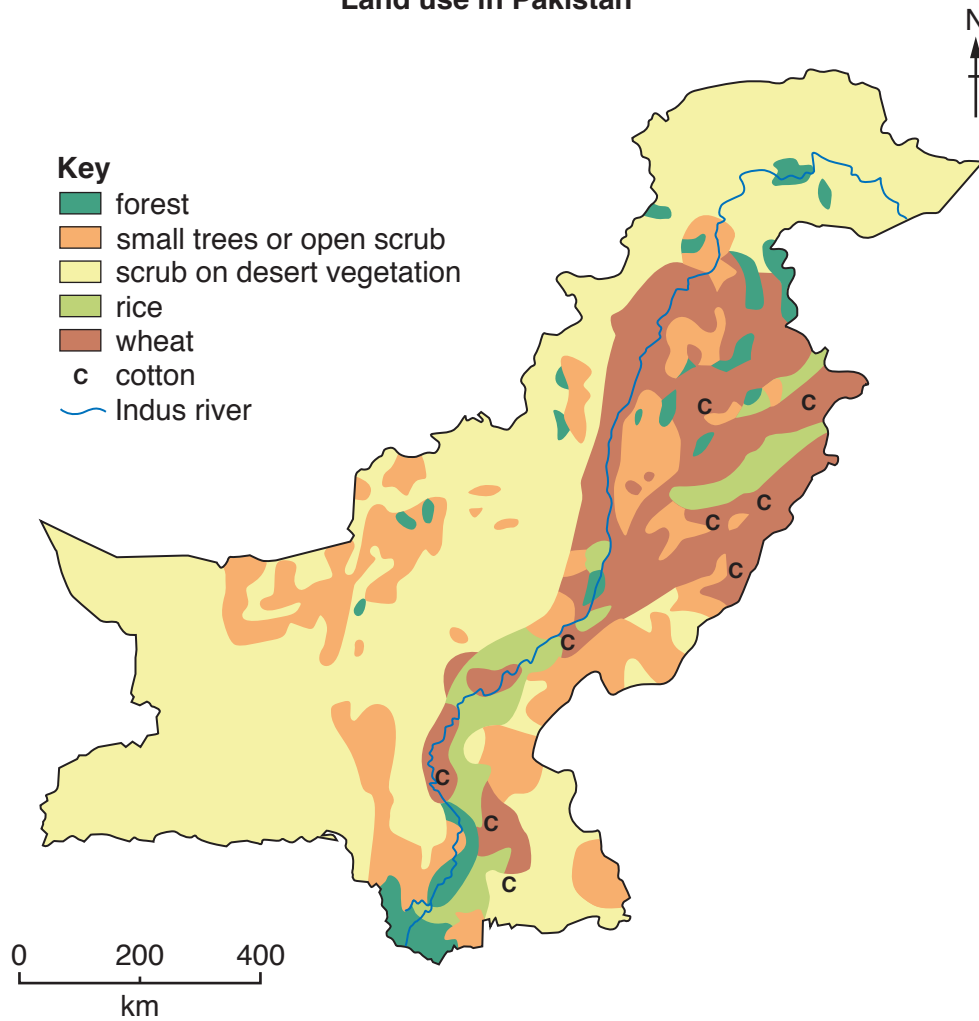 Land use in Pakistan
N
Key
forest
small trees or open scrub
scrub on desert vegetation
rice
wheat
C cotton
Indus river
C
C
C
C
C
C
C
C
C
0 200 400
km